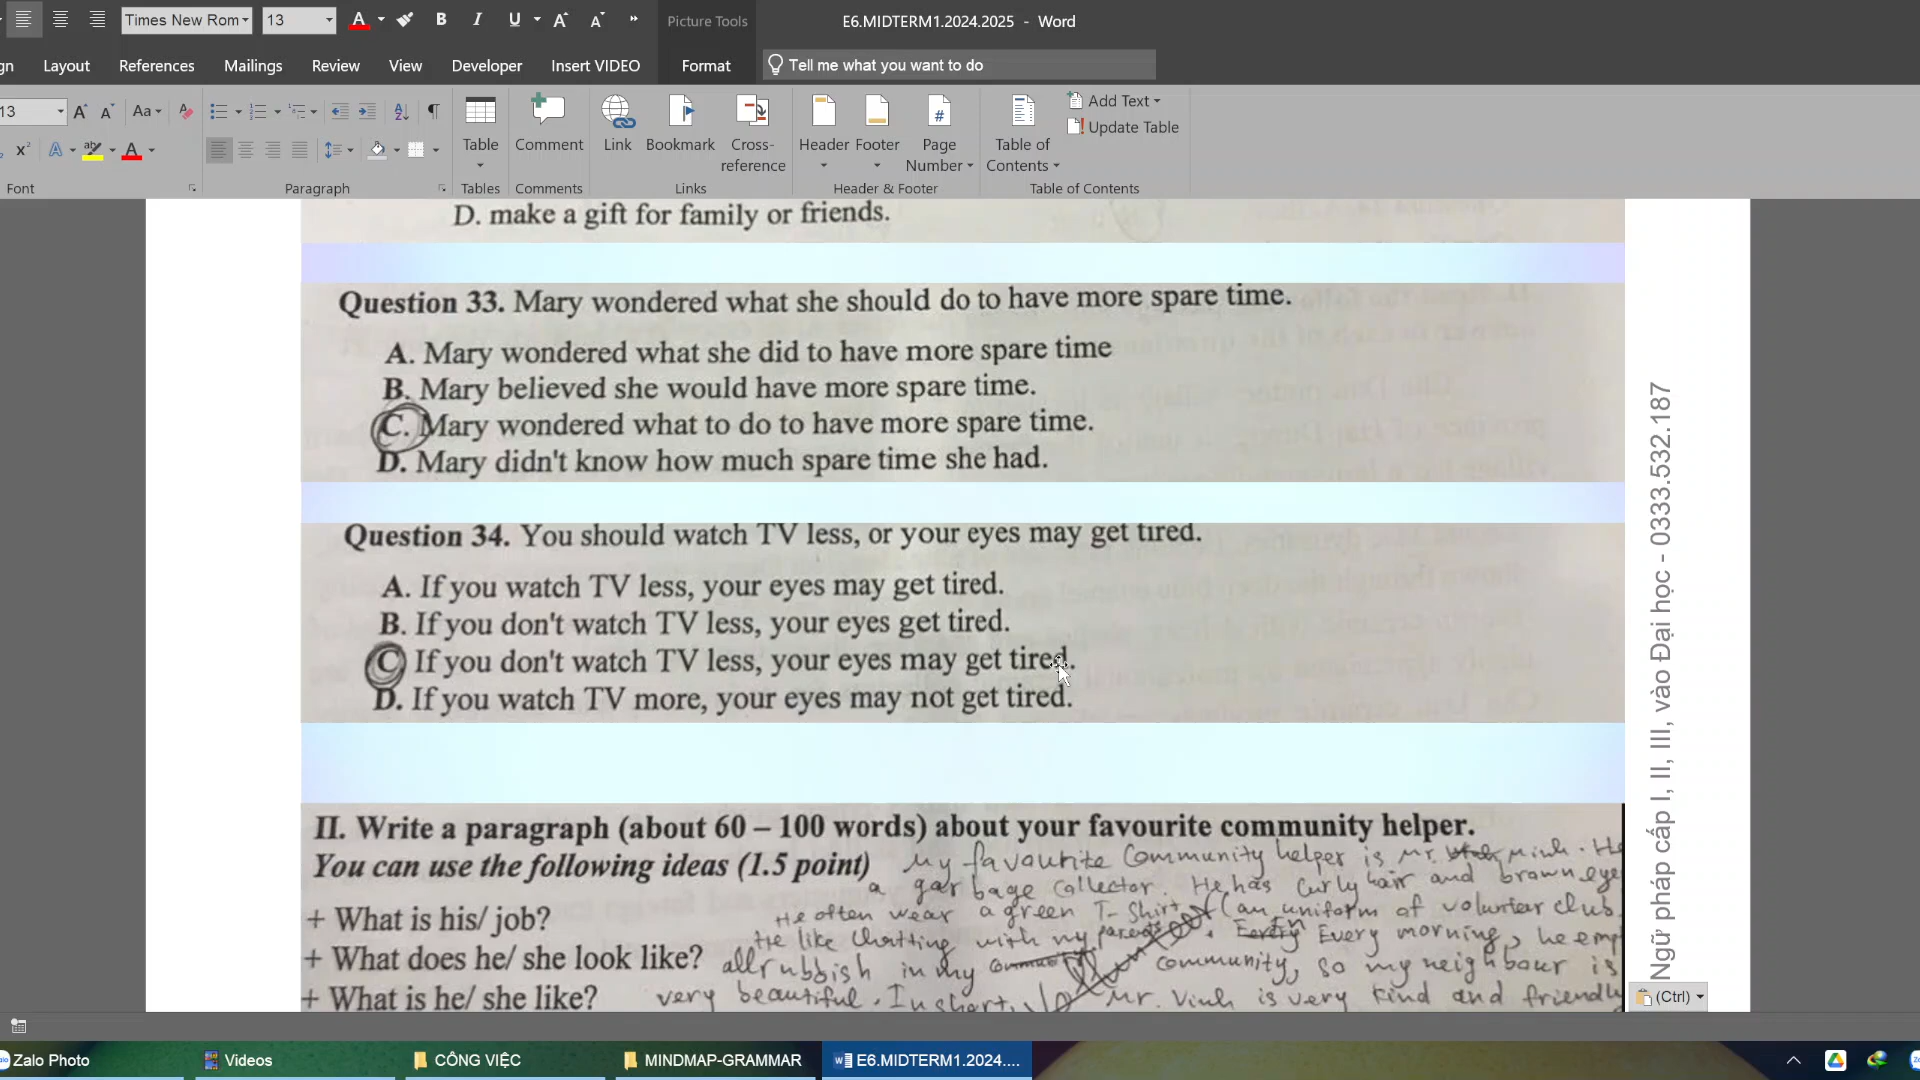 Times New Rom 13 A B I U A A » Picture Tools E6.MIDTERM1.2024.2025 - Word
gn Layout References Mailings Review View Developer Insert VIDEO Format Tell me what you want to do
13 A A Aa Add Text
Update Table
Table Comment Link Bookmark Cross-reference Header Footer Page Number Table of Contents
Font Paragraph Tables Comments Links Header & Footer Table of Contents
D. make a gift for family or friends.
Question 33. Mary wondered what she should do to have more spare time.
A. Mary wondered what she did to have more spare time
B. Mary believed she would have more spare time.
C. Mary wondered what to do to have more spare time.
D. Mary didn't know how much spare time she had.
Question 34. You should watch TV less, or your eyes may get tired.
A. If you watch TV less, your eyes may get tired.
B. If you don't watch TV less, your eyes get tired.
C If you don't watch TV less, your eyes may get tired.
D. If you watch TV more, your eyes may not get tired.
II. Write a paragraph (about 60 – 100 words) about your favourite community helper.
You can use the following ideas (1.5 point)
My favourite Community helper is Mr. Minh. He
a garbage collector. He has curly hair and brown eye
+ What is his/ job?
He often wear a green T-Shirt (an uniform of volunter club.
He like Chatting with my parents. Every morning, he emp
+ What does he/ she look like?
all rubbish in my community, so my neighbour is
+ What is he/ she like?
very beautiful. In short, Mr. Vinh is very kind and friendly
Ngữ pháp cấp I, II, III, vào Đại học - 0333.532.187
(Ctrl)
Zalo Photo Videos CÔNG VIỆC MINDMAP-GRAMMAR E6.MIDTERM1.2024....